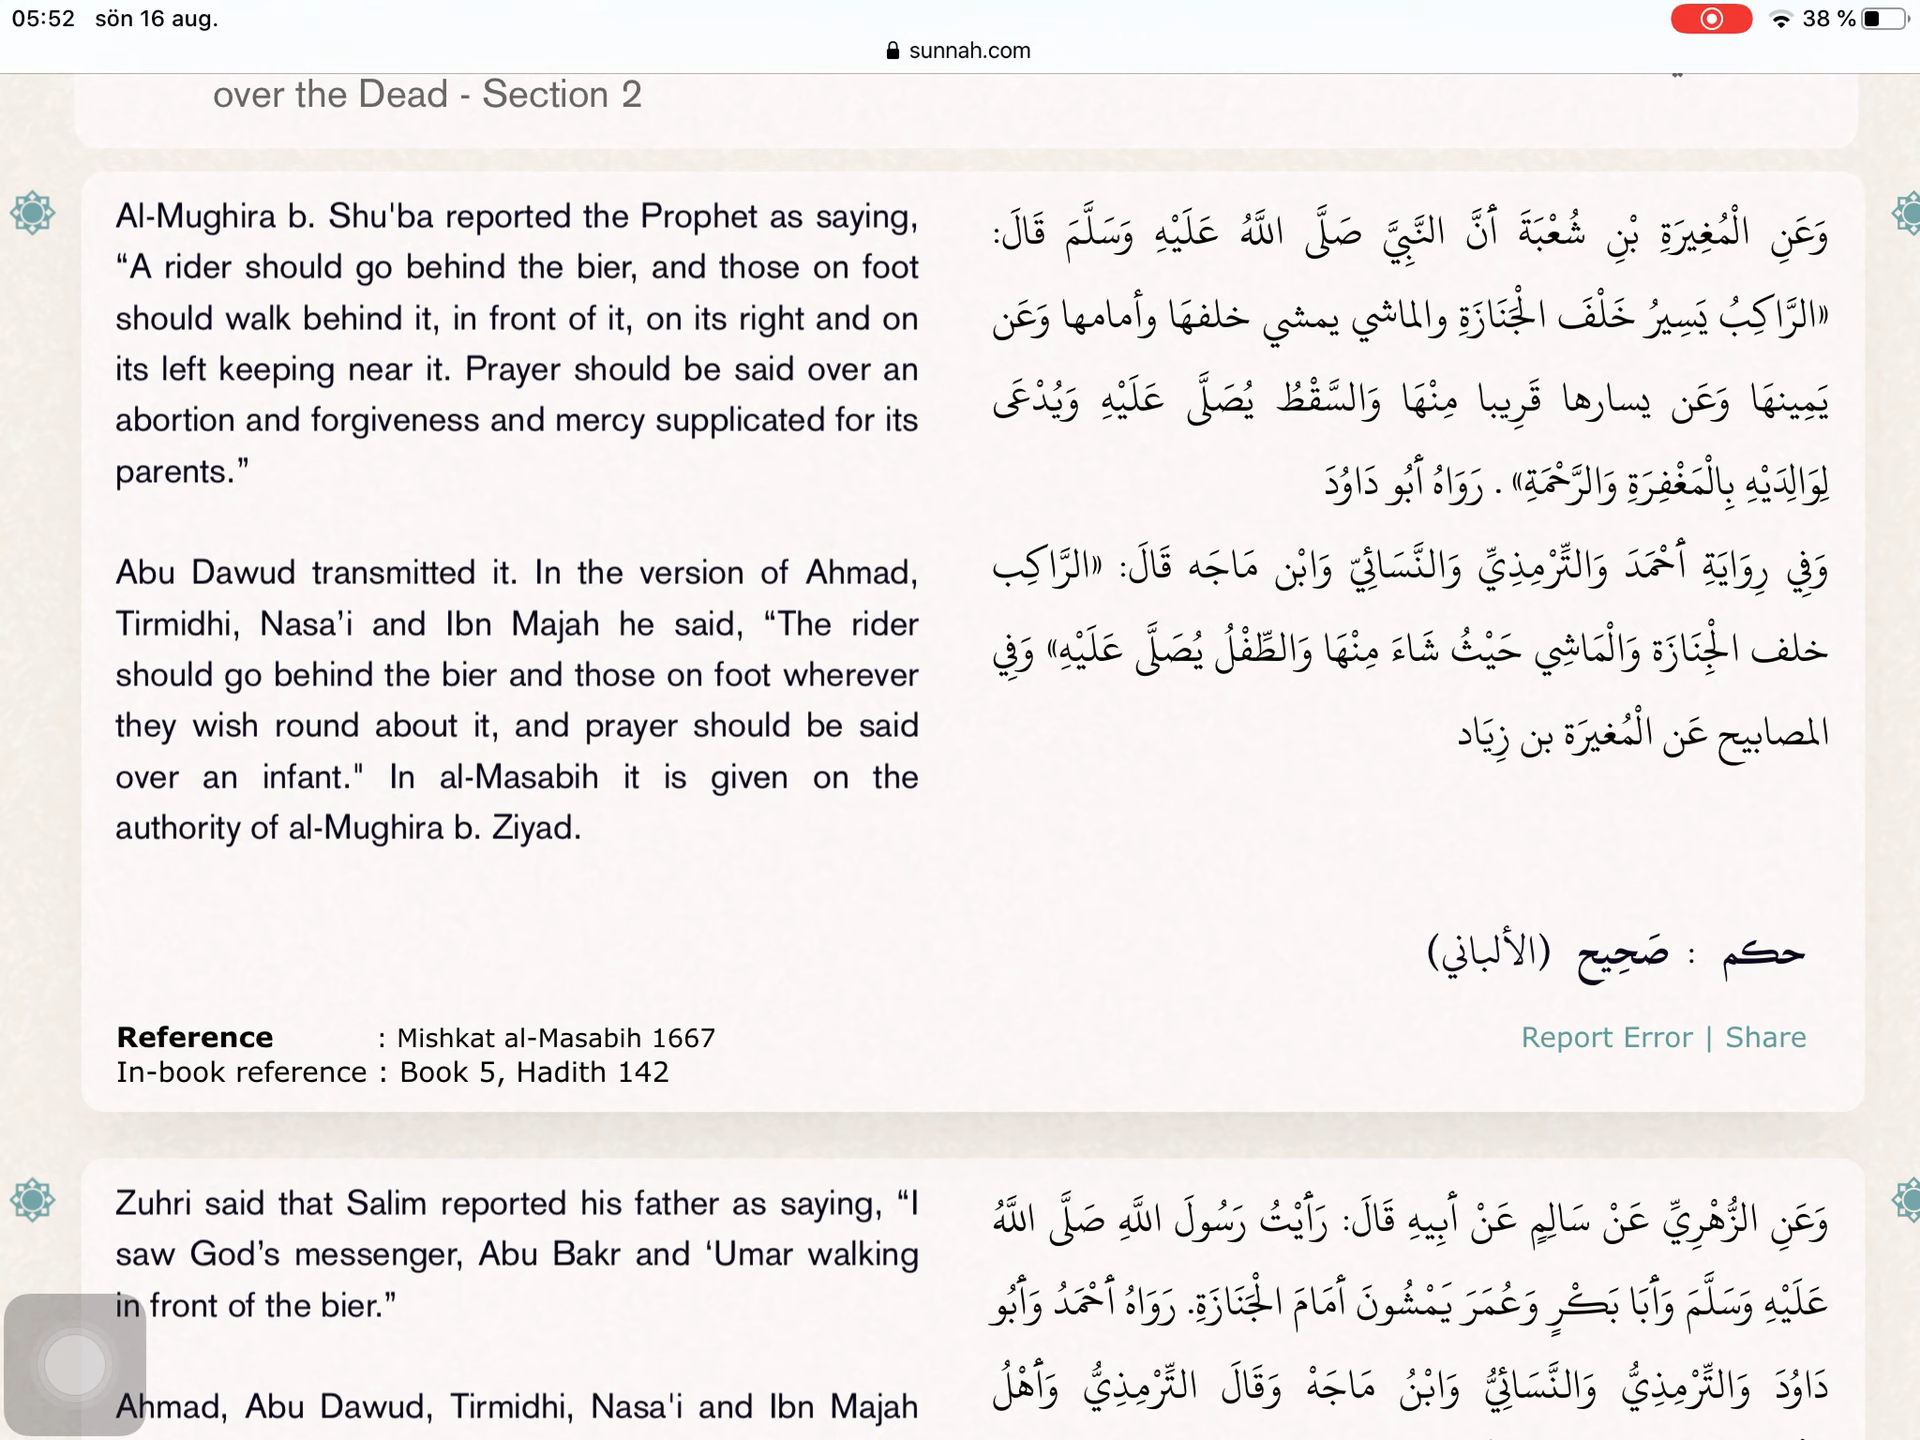 05:52 sön 16 aug.
38 %
sunnah.com
over the Dead - Section 2
Al-Mughira b. Shu'ba reported the Prophet as saying,
“A rider should go behind the bier, and those on foot
should walk behind it, in front of it, on its right and on
its left keeping near it. Prayer should be said over an
abortion and forgiveness and mercy supplicated for its
parents.”
Abu Dawud transmitted it. In the version of Ahmad,
Tirmidhi, Nasa’i and Ibn Majah he said, “The rider
should go behind the bier and those on foot wherever
they wish round about it, and prayer should be said
over an infant." In al-Masabih it is given on the
authority of al-Mughira b. Ziyad.
وَعَنِ الْمُغِيرَةِ بْنِ شُعْبَةَ أَنَّ النَّبِيَّ صَلَّى اللَّهُ عَلَيْهِ وَسَلَّمَ قَالَ:
«الرَّاكِبُ يَسِيرُ خَلْفَ الْجَنَازَةِ والماشي يمشي خلفهَا وأمامها وَعَن
يَمِينهَا وَعَن يسارها قَرِيبا مِنْهَا وَالسَّقْطُ يُصَلَّى عَلَيْهِ وَيُدْعَى
لِوَالِدَيْهِ بِالْمَغْفِرَةِ وَالرَّحْمَةِ» . رَوَاهُ أَبُو دَاوُدَ
وَفِي رِوَايَةِ أَحْمَدَ وَالتِّرْمِذِيِّ وَالنَّسَائِيّ وَابْن مَاجَه قَالَ: «الرَّاكِب
خلف الْجِنَازَة وَالْمَاشِي حَيْثُ شَاءَ مِنْهَا وَالطِّفْلُ يُصَلَّى عَلَيْهِ» وَفِي
المصابيح عَن الْمُغيرَة بن زِيَاد
حكم : صَحِيح (الألباني)
Reference : Mishkat al-Masabih 1667
In-book reference : Book 5, Hadith 142
Report Error | Share
Zuhri said that Salim reported his father as saying, “I
saw God’s messenger, Abu Bakr and ‘Umar walking
in front of the bier.”
Ahmad, Abu Dawud, Tirmidhi, Nasa'i and Ibn Majah
وَعَنِ الزُّهْرِيِّ عَنْ سَالِمٍ عَنْ أَبِيهِ قَالَ: رَأَيْتُ رَسُولَ اللَّهِ صَلَّى اللَّهُ
عَلَيْهِ وَسَلَّمَ وَأَبَا بَكْرٍ وَعُمَرَ يَمْشُونَ أَمَامَ الْجَنَازَةِ. رَوَاهُ أَحْمَدُ وَأَبُو
دَاوُدَ وَالتِّرْمِذِيُّ وَالنَّسَائِيُّ وَابْنُ مَاجَهْ وَقَالَ التِّرْمِذِيُّ وَأَهْلُ